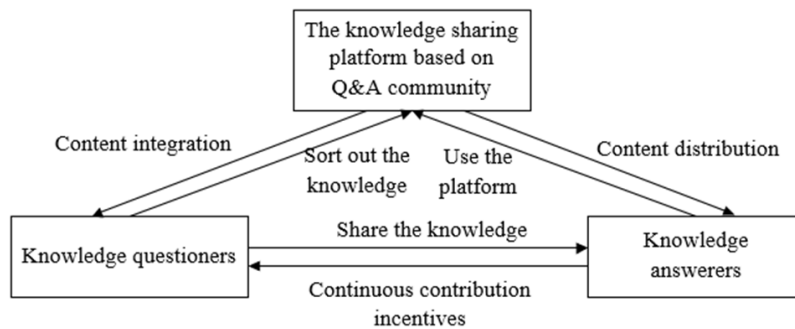 The knowledge sharing
platform based on
Q&A community
Content integration
Sort out the
knowledge
Use the
platform
Content distribution
Knowledge questioners
Share the knowledge
Knowledge
answerers
Continuous contribution
incentives